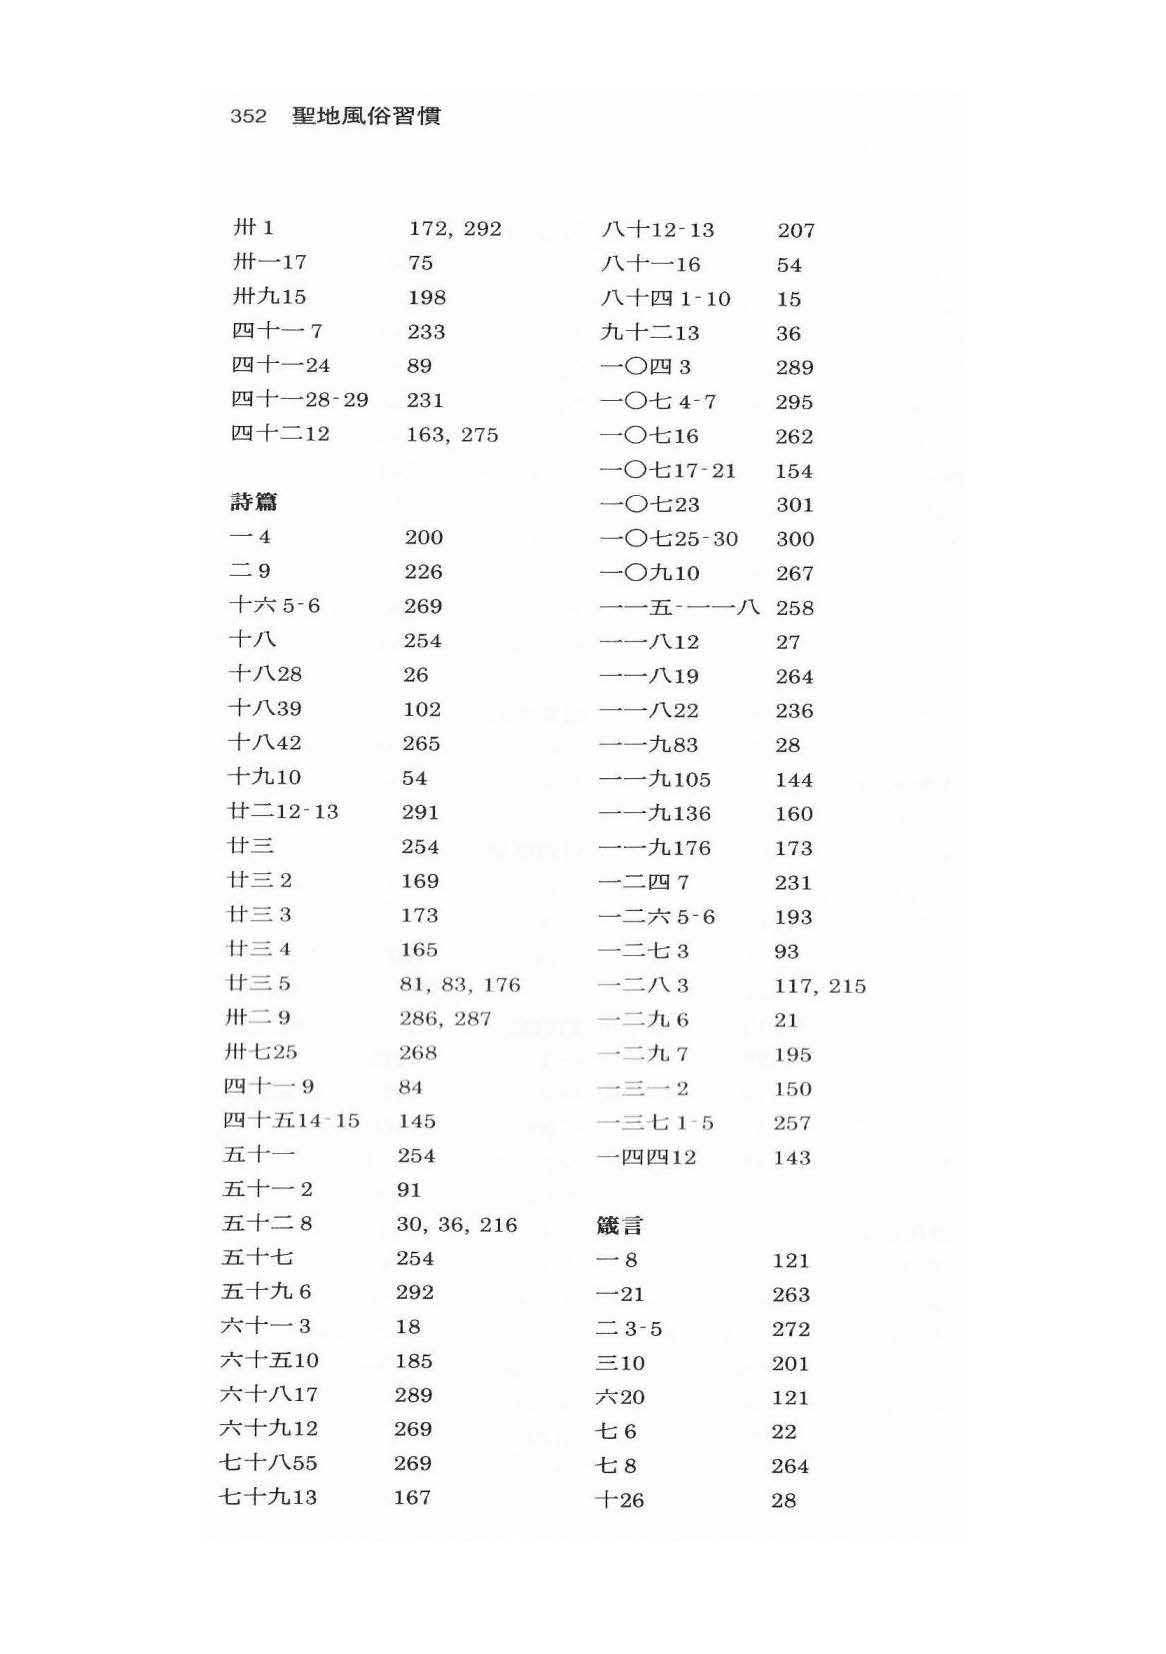 352 聖地風俗習慣
卅 1 172, 292
卅一17 75
卅九15 198
四十一 7 233
四十一24 89
四十一28-29 231
四十二12 163, 275
詩篇
一 4 200
二 9 226
十六 5-6 269
十八 254
十八28 26
十八39 102
十八42 265
十九10 54
廿二12-13 291
廿三 254
廿三 2 169
廿三 3 173
廿三 4 165
廿三 5 81, 83, 176
卅二 9 286, 287
卅七25 268
四十一 9 84
四十五14-15 145
五十一 254
五十一 2 91
五十二 8 30, 36, 216
五十七 254
五十九 6 292
六十一 3 18
六十五10 185
六十八17 289
六十九12 269
七十八55 269
七十九13 167
八十12-13 207
八十一16 54
八十四 1-10 15
九十二13 36
一〇四 3 289
一〇七 4-7 295
一〇七16 262
一〇七17-21 154
一〇七23 301
一〇七25-30 300
一〇九10 267
一一五-一一八 258
一一八12 27
一一八19 264
一一八22 236
一一九83 28
一一九105 144
一一九136 160
一一九176 173
一二四 7 231
一二六 5-6 193
一二七 3 93
一二八 3 117, 215
一二九 6 21
一二九 7 195
一三一 2 150
一三七 1-5 257
一四四12 143
箴言
一 8 121
一21 263
二 3-5 272
三10 201
六20 121
七 6 22
七 8 264
十26 28